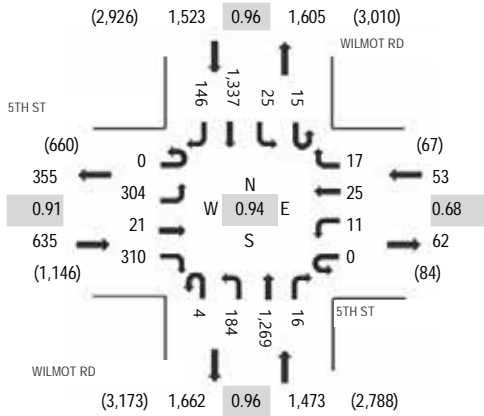 (2,926) 1,523 0.96 1,605 (3,010)
WILMOT RD
146 1,337 25 15
5TH ST
(660) 0 17 (67)
355 304 N 25 53
0.91 21 W 0.94 E 11 0.68
635 310 S 0 62
(1,146) (84)
4 184 1,269 16
5TH ST
WILMOT RD
(3,173) 1,662 0.96 1,473 (2,788)